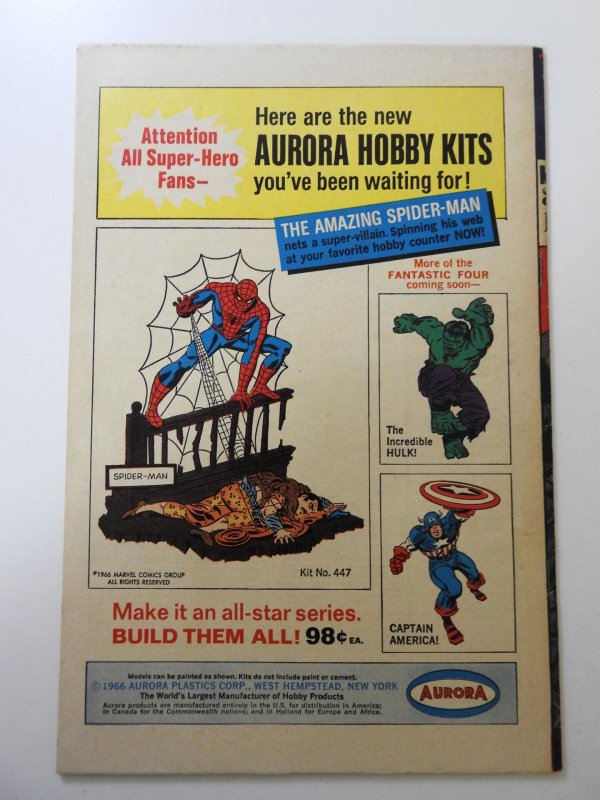 Attention
All Super-Hero
Fans—
Here are the new
AURORA HOBBY KITS
you've been waiting for!
THE AMAZING SPIDER-MAN
nets a super-villain. Spinning his web
at your favorite hobby counter NOW!
More of the
FANTASTIC FOUR
coming soon—
SPIDER-MAN
©1966 MARVEL COMICS GROUP
ALL RIGHTS RESERVED
Kit No. 447
The
Incredible
HULK!
CAPTAIN
AMERICA!
Make it an all-star series.
BUILD THEM ALL! 98¢ EA.
Models can be painted as shown. Kits do not include paint or cement.
©1966 AURORA PLASTICS CORP., WEST HEMPSTEAD, NEW YORK
The World's Largest Manufacturer of Hobby Products
Aurora products are manufactured entirely in the U.S. for distribution in America;
in Canada for the Commonwealth nations; and in Holland for Europe and Africa.
AURORA